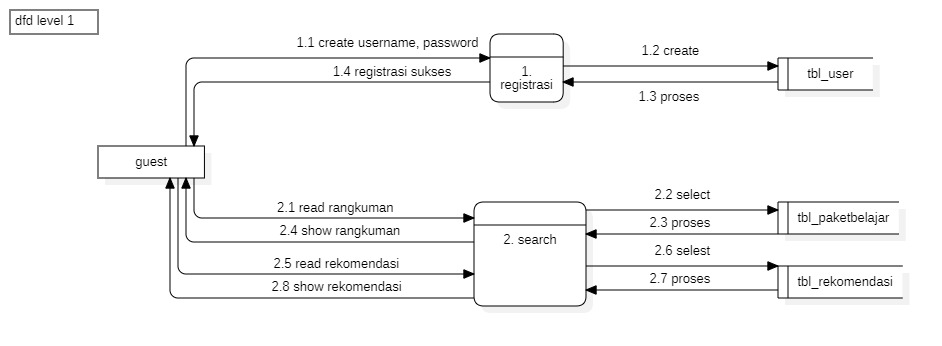 dfd level 1
1.1 create username, password
1.2 create
1.4 registrasi sukses
1.
registrasi
tbl_user
1.3 proses
guest
2.1 read rangkuman
2.2 select
2.4 show rangkuman
2.3 proses
tbl_paketbelajar
2. search
2.6 selest
2.5 read rekomendasi
2.7 proses
tbl_rekomendasi
2.8 show rekomendasi